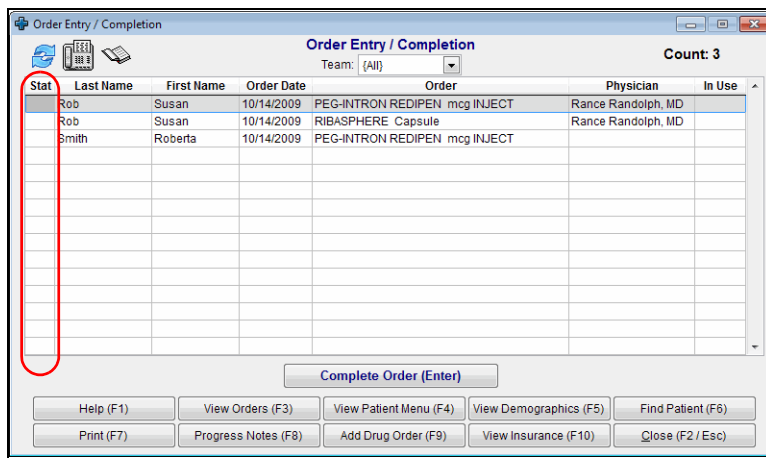 Order Entry / Completion
Order Entry / Completion
Team: {All}
Count: 3
Stat Last Name First Name Order Date Order Physician In Use
Rob Susan 10/14/2009 PEG-INTRON REDIPEN mcg INJECT Rance Randolph, MD
Rob Susan 10/14/2009 RIBASPHERE Capsule Rance Randolph, MD
Smith Roberta 10/14/2009 PEG-INTRON REDIPEN mcg INJECT
Complete Order (Enter)
Help (F1) View Orders (F3) View Patient Menu (F4) View Demographics (F5) Find Patient (F6)
Print (F7) Progress Notes (F8) Add Drug Order (F9) View Insurance (F10) Close (F2 / Esc)